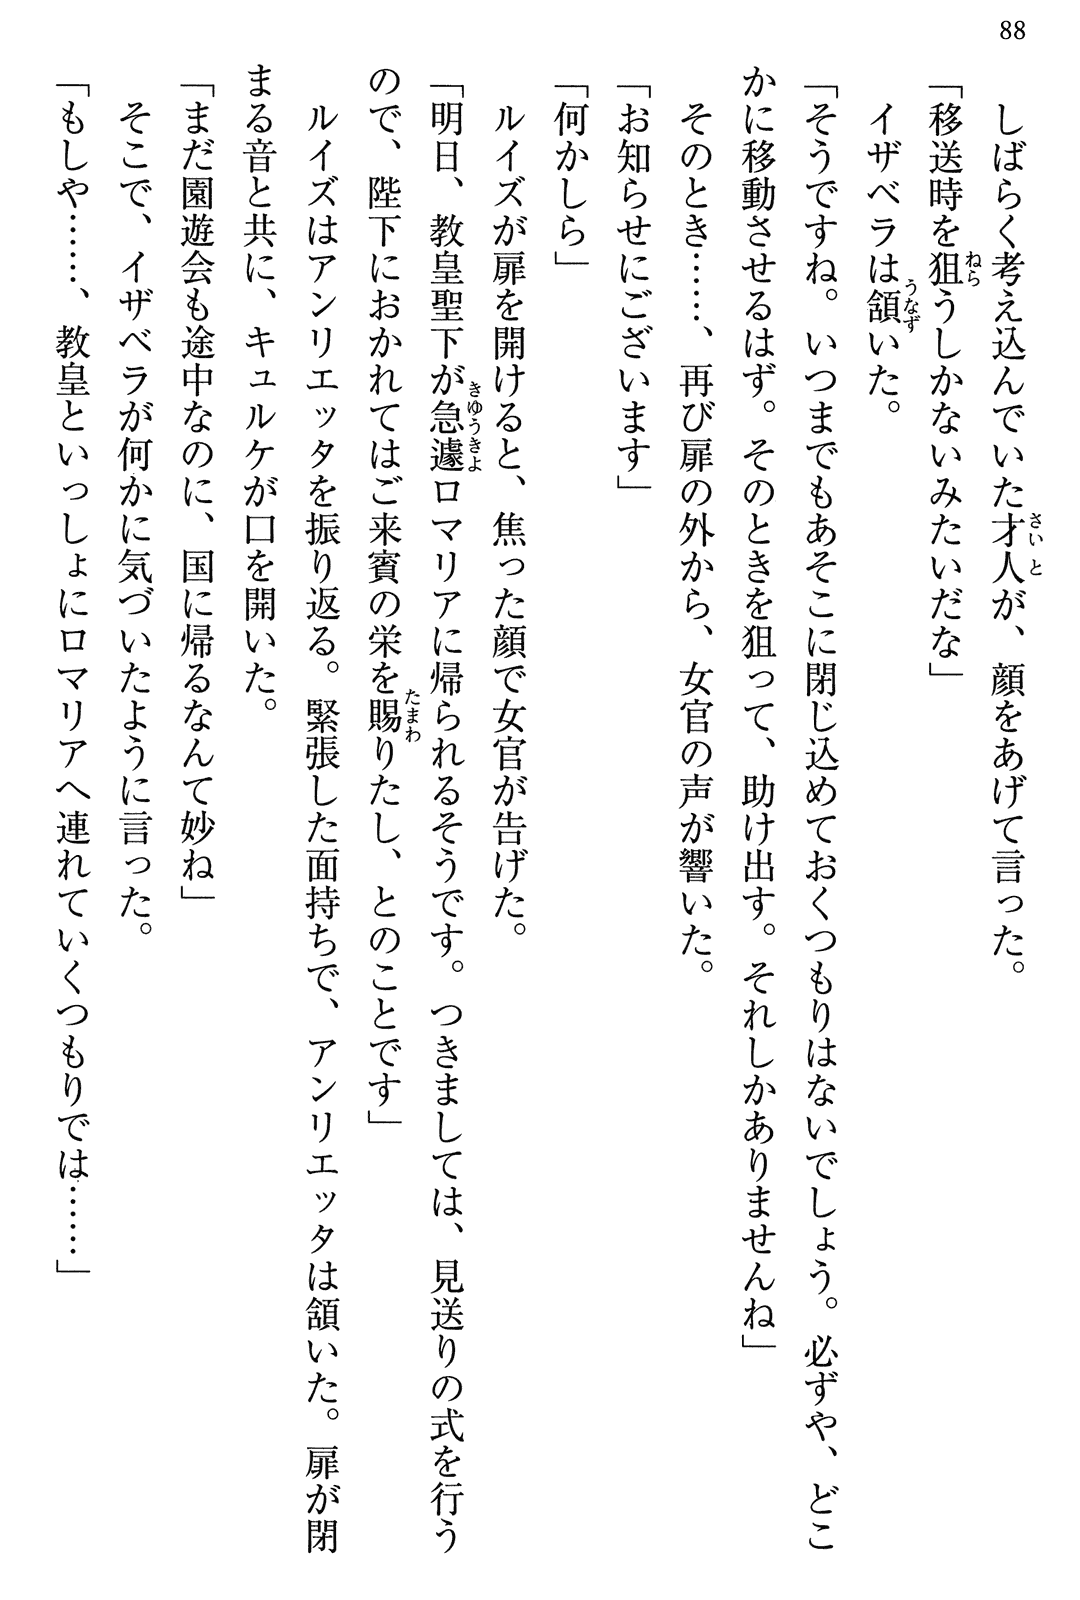 88
しばらく考え込んでいた才人が、顔をあげて言った。
「移送時を狙うしかないみたいだな」
イザベラは頷いた。
「そうですね。いつまでもあそこに閉じ込めておくつもりはないでしょう。必ずや、どこ
かに移動させるはず。そのときを狙って、助け出す。それしかありませんね」
そのとき……、再び扉の外から、女官の声が響いた。
「お知らせにございます」
「何かしら」
ルイズが扉を開けると、焦った顔で女官が告げた。
「明日、教皇聖下が急遽ロマリアに帰られるそうです。つきましては、見送りの式を行う
ので、陛下におかれてはご来賓の栄を賜りたし、とのことです」
ルイズはアンリエッタを振り返る。緊張した面持ちで、アンリエッタは頷いた。扉が閉
まる音と共に、キュルケが口を開いた。
「まだ園遊会も途中なのに、国に帰るなんて妙ね」
そこで、イザベラが何かに気づいたように言った。
「もしや……、教皇といっしょにロマリアへ連れていくつもりでは……」